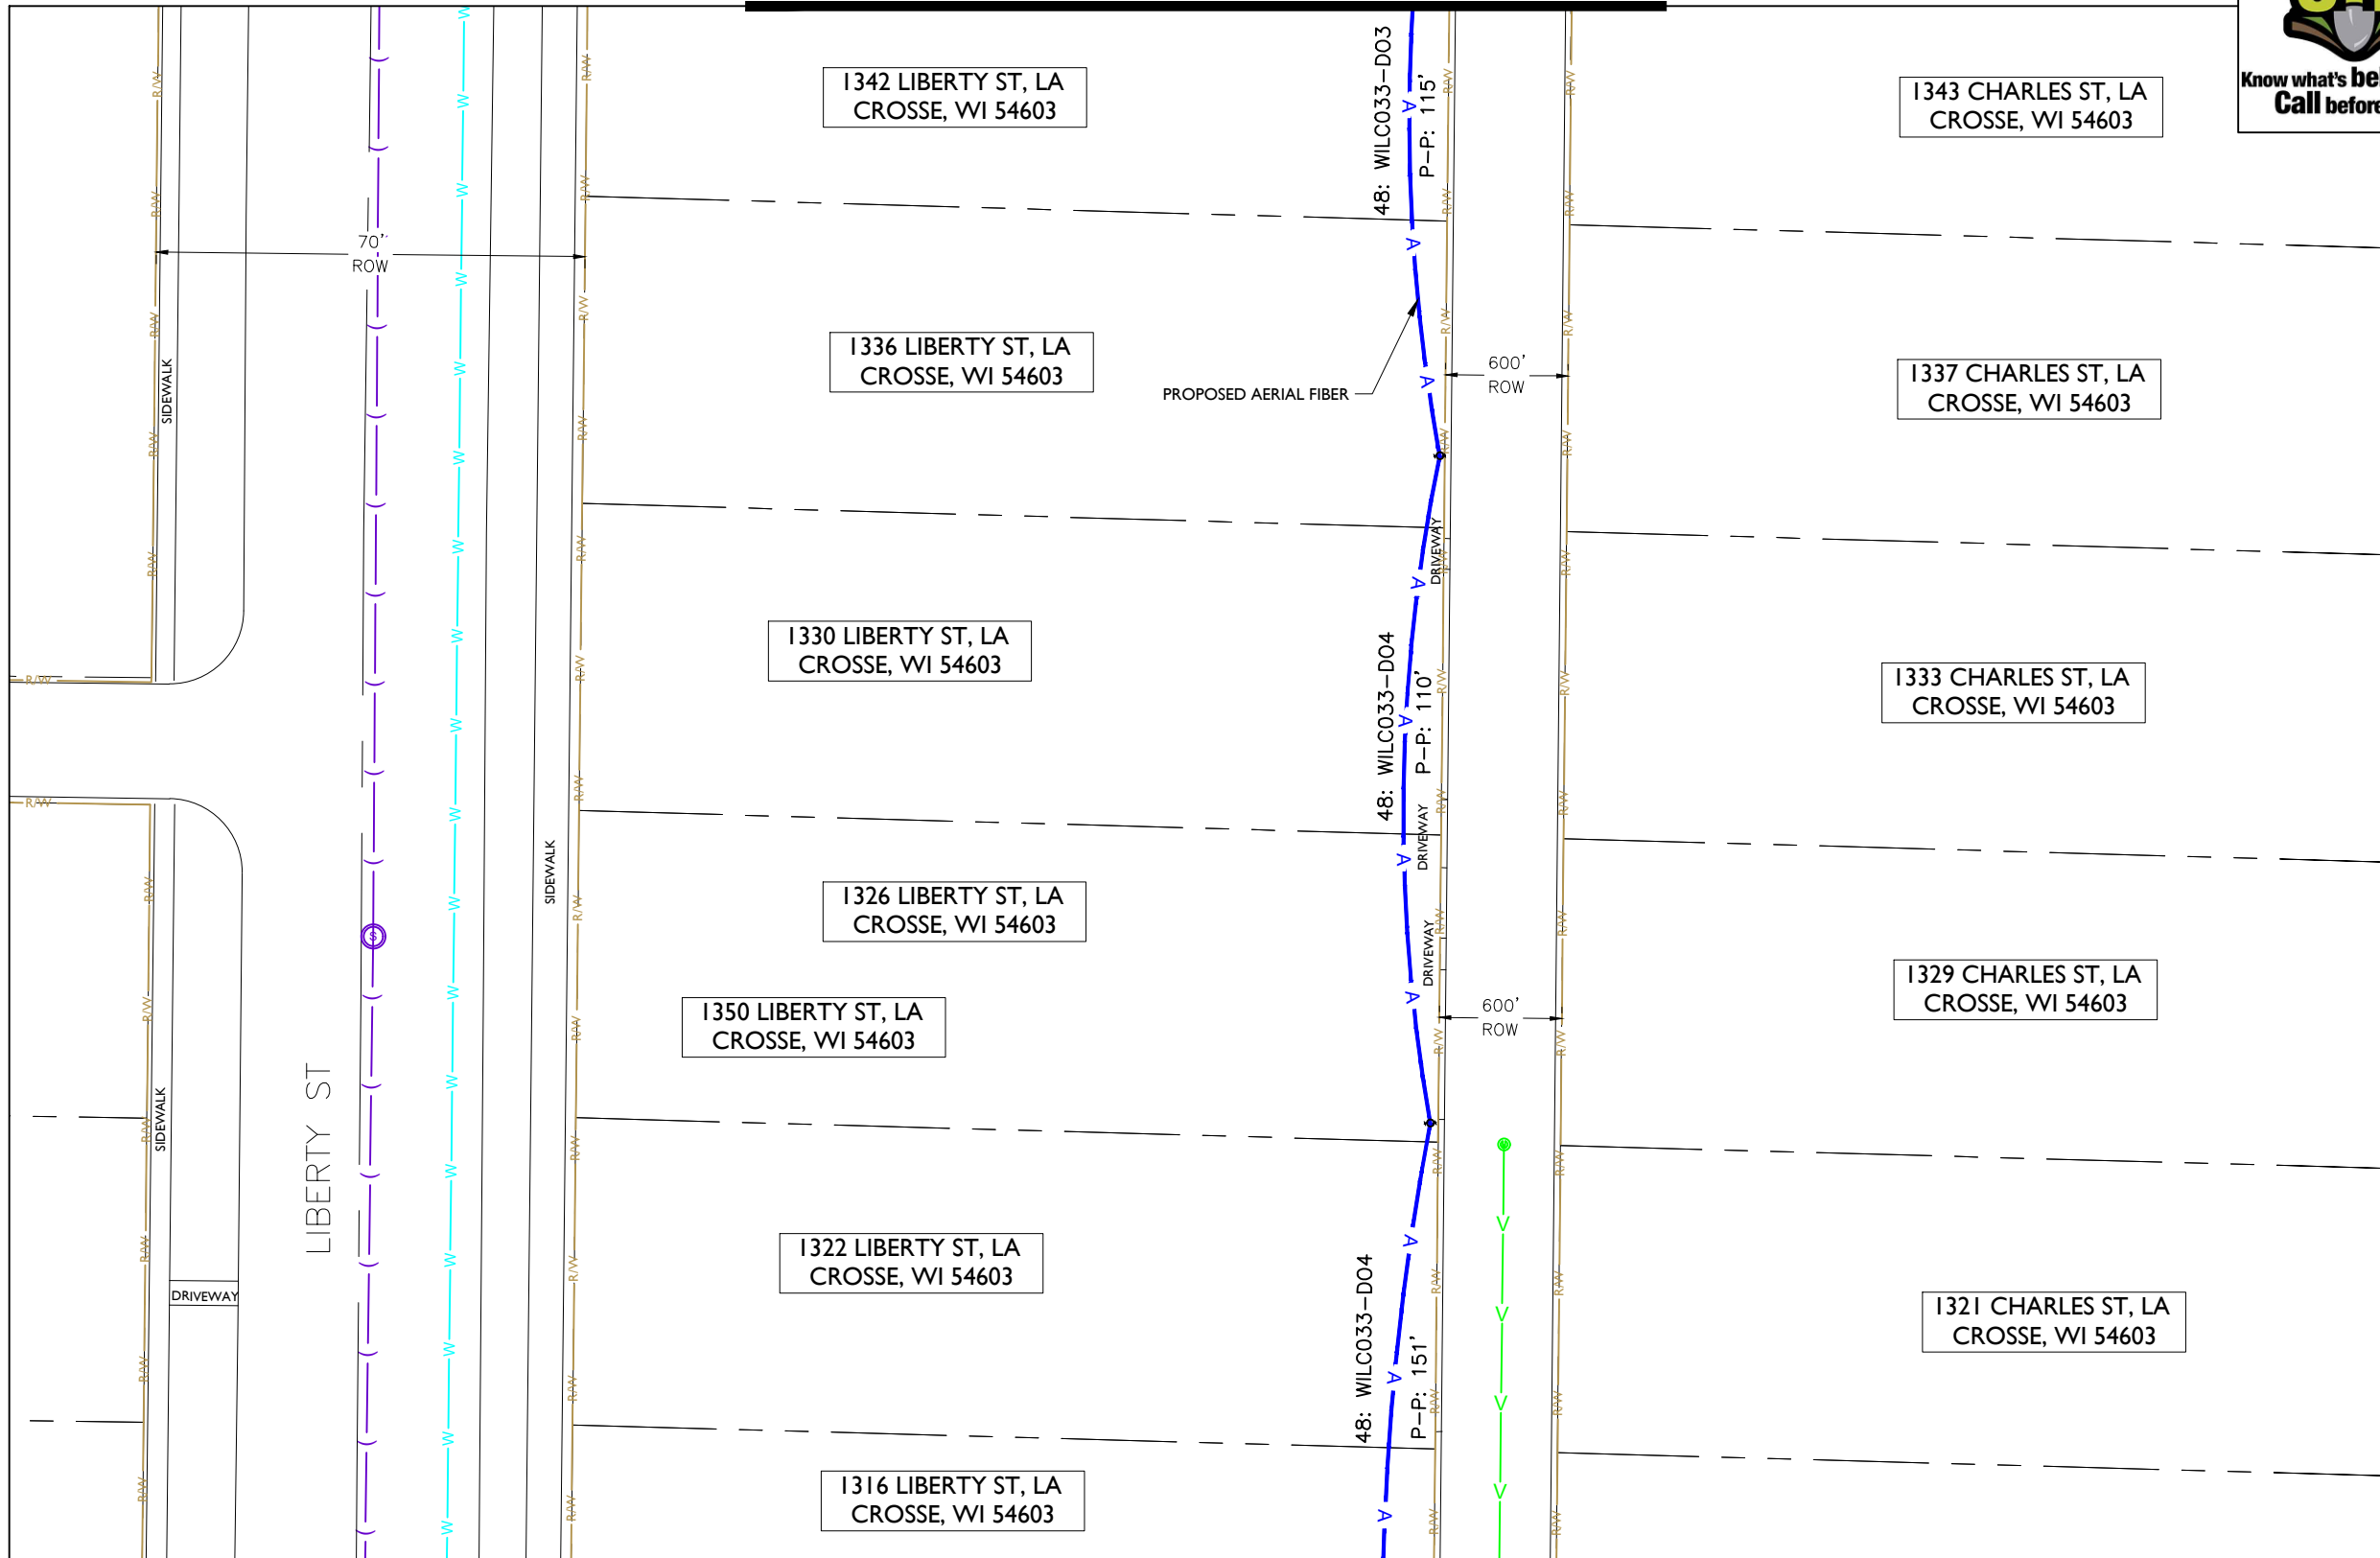 Know what's
Call before
1342 LIBERTY ST, LA
CROSSE, WI 54603
48: WILC033-D03
P-P: 115'
1343 CHARLES ST, LA
CROSSE, WI 54603
70'
ROW
SIDEWALK
1336 LIBERTY ST, LA
CROSSE, WI 54603
PROPOSED AERIAL FIBER
600'
ROW
1337 CHARLES ST, LA
CROSSE, WI 54603
DRIVEWAY
1330 LIBERTY ST, LA
CROSSE, WI 54603
48: WILC033-D04
P-P: 110'
1333 CHARLES ST, LA
CROSSE, WI 54603
DRIVEWAY
SIDEWALK
1326 LIBERTY ST, LA
CROSSE, WI 54603
DRIVEWAY
1350 LIBERTY ST, LA
CROSSE, WI 54603
600'
ROW
1329 CHARLES ST, LA
CROSSE, WI 54603
LIBERTY ST
SIDEWALK
1322 LIBERTY ST, LA
CROSSE, WI 54603
DRIVEWAY
48: WILC033-D04
P-P: 151'
1321 CHARLES ST, LA
CROSSE, WI 54603
1316 LIBERTY ST, LA
CROSSE, WI 54603